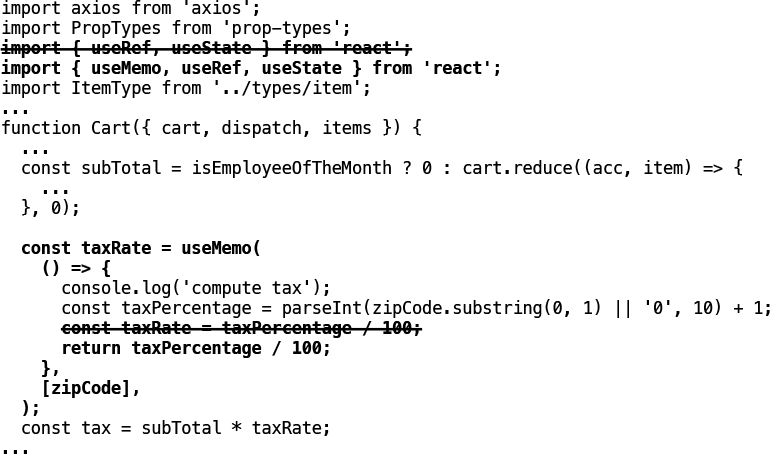 import axios from 'axios';
import PropTypes from 'prop-types';
import { useRef, useState } from 'react';
import { useMemo, useRef, useState } from 'react';
import ItemType from '../types/item';
...
function Cart({ cart, dispatch, items }) {
  ...
  const subTotal = isEmployeeOfTheMonth ? 0 : cart.reduce((acc, item) => {
    ...
  }, 0);

  const taxRate = useMemo(
    () => {
      console.log('compute tax');
      const taxPercentage = parseInt(zipCode.substring(0, 1) || '0', 10) + 1;
      const taxRate = taxPercentage / 100;
      return taxPercentage / 100;
    },
    [zipCode],
  );
  const tax = subTotal * taxRate;
...